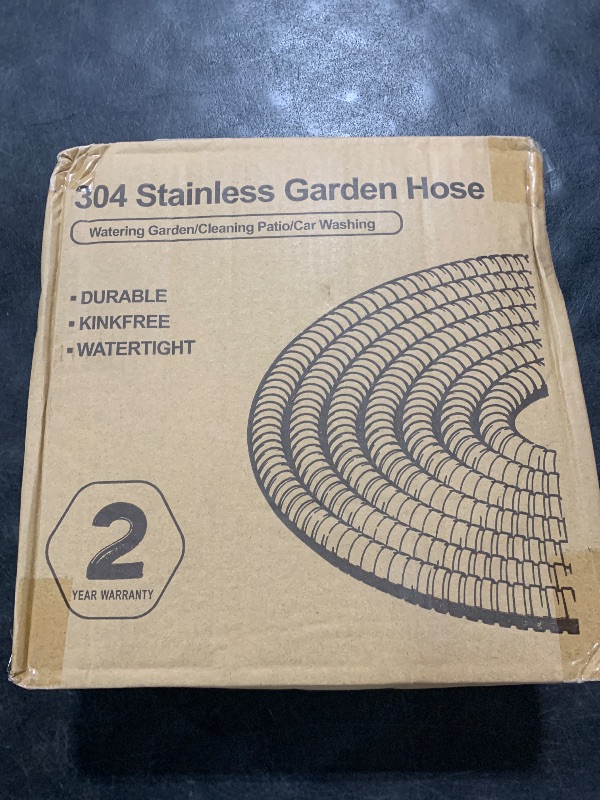 304 Stainless Garden Hose
Watering Garden/Cleaning Patio/Car Washing
▪ DURABLE
▪ KINKFREE
▪ WATERTIGHT
2
YEAR WARRANTY